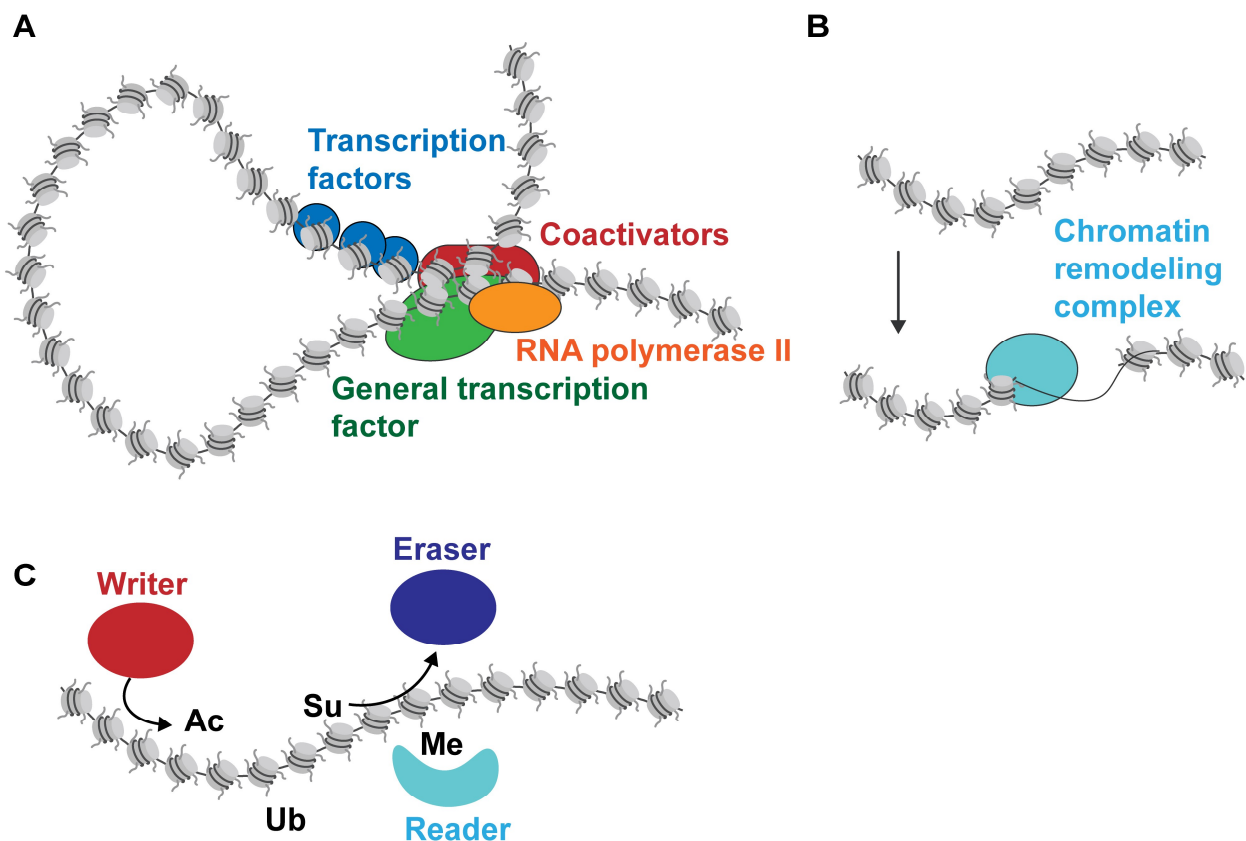 A
B
Transcription
factors
Coactivators
Chromatin
remodeling
complex
RNA polymerase II
General transcription
factor
C
Eraser
Writer
Su
Ac
Me
Ub
Reader